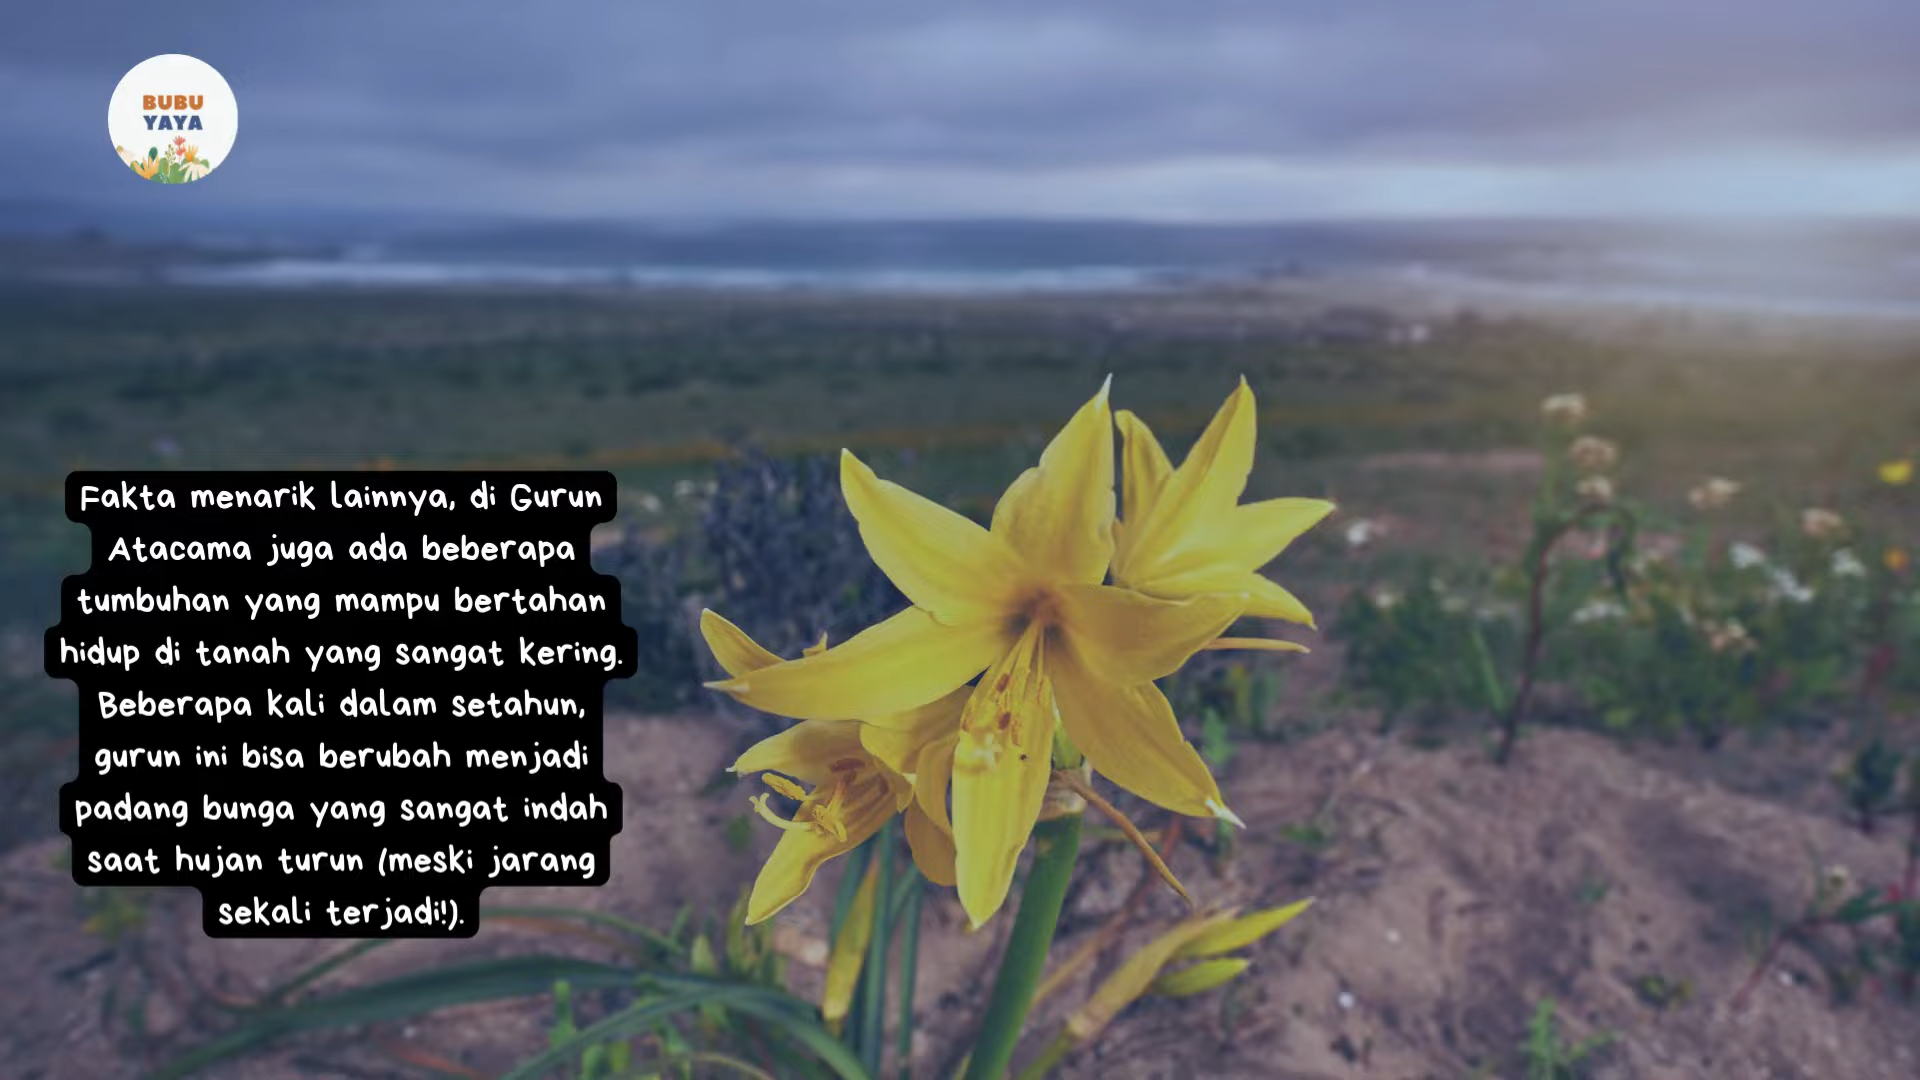 BUBU
YAYA
Fakta menarik lainnya, di Gurun
Atacama juga ada beberapa
tumbuhan yang mampu bertahan
hidup di tanah yang sangat kering.
Beberapa kali dalam setahun,
gurun ini bisa berubah menjadi
padang bunga yang sangat indah
saat hujan turun (meski jarang
sekali terjadi!).